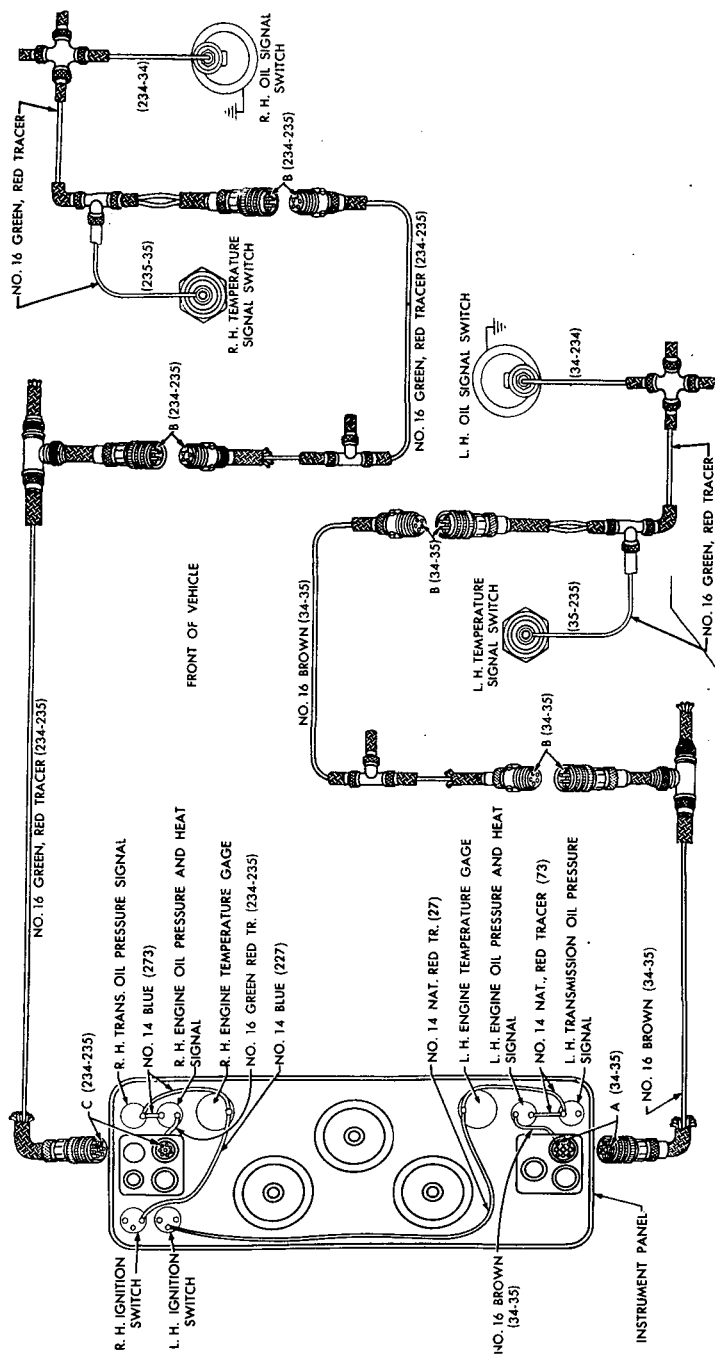 NO. 16 GREEN, RED TRACER
(234-34)
R. H. OIL SIGNAL
SWITCH
B (234-235)
(235-35)
R. H. TEMPERATURE
SIGNAL SWITCH
NO. 16 GREEN, RED TRACER (234-235)
B (234-235)
NO. 16 GREEN, RED TRACER (234-235)
FRONT OF VEHICLE
L. H. OIL SIGNAL SWITCH
(34-234)
NO. 16 GREEN, RED TRACER
B (34-35)
L. H. TEMPERATURE
SIGNAL SWITCH
(35-235)
NO. 16 BROWN (34-35)
B (34-35)
C (234-235)
R. H. TRANS. OIL PRESSURE SIGNAL
NO. 14 BLUE (273)
R. H. ENGINE OIL PRESSURE AND HEAT
SIGNAL
R. H. ENGINE TEMPERATURE GAGE
NO. 16 GREEN RED TR. (234-235)
NO. 14 BLUE (227)
NO. 14 NAT. RED TR. (27)
L. H. ENGINE TEMPERATURE GAGE
L. H. ENGINE OIL PRESSURE AND HEAT
SIGNAL
NO. 14 NAT., RED TRACER (73)
L. H. TRANSMISSION OIL PRESSURE
SIGNAL
A (34-35)
NO. 16 BROWN (34-35)
R. H. IGNITION
SWITCH
L. H. IGNITION
SWITCH
NO. 16 BROWN
(34-35)
INSTRUMENT PANEL